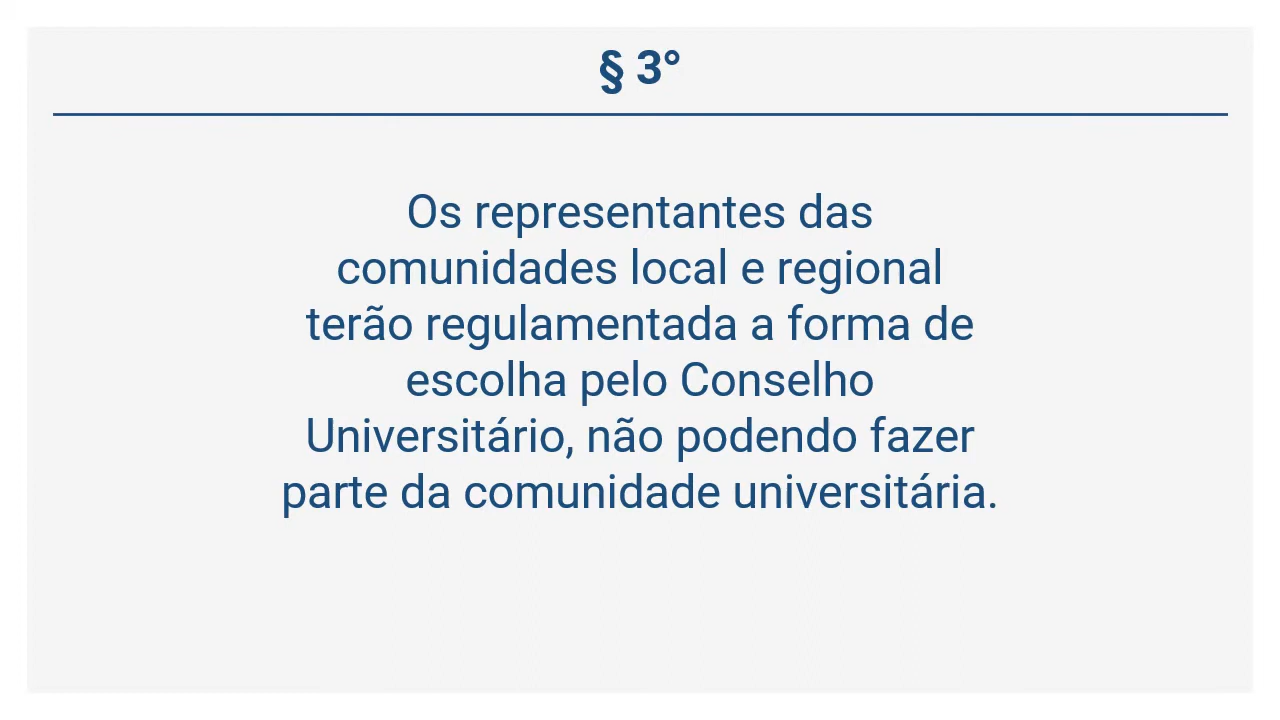 § 3°
Os representantes das
comunidades local e regional
terão regulamentada a forma de
escolha pelo Conselho
Universitário, não podendo fazer
parte da comunidade universitária.